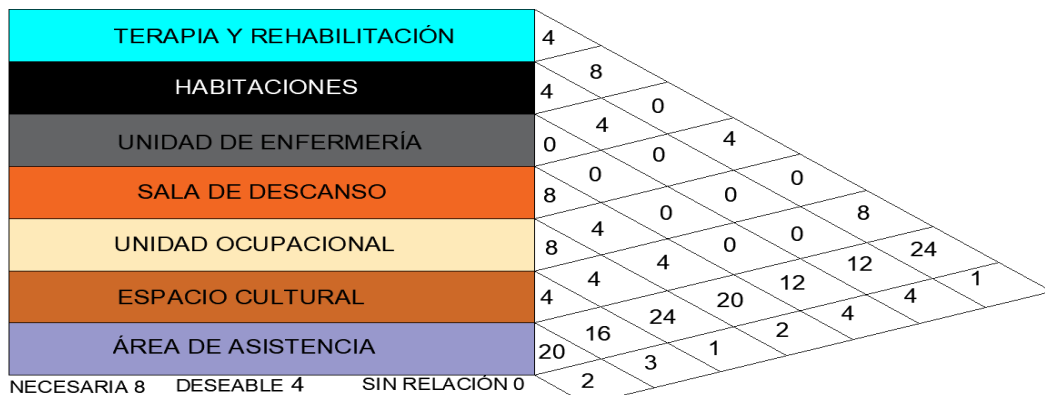 TERAPIA Y REHABILITACIÓN 4
8
HABITACIONES 4 0
4 4
UNIDAD DE ENFERMERÍA 0 0 0
0 0 8
SALA DE DESCANSO 8 0 0 24
4 0 12 1
UNIDAD OCUPACIONAL 8 4 12 4
4 20 4
ESPACIO CULTURAL 4 24 2
16 1
ÁREA DE ASISTENCIA 20 3
2
NECESARIA 8 DESEABLE 4 SIN RELACIÓN 0